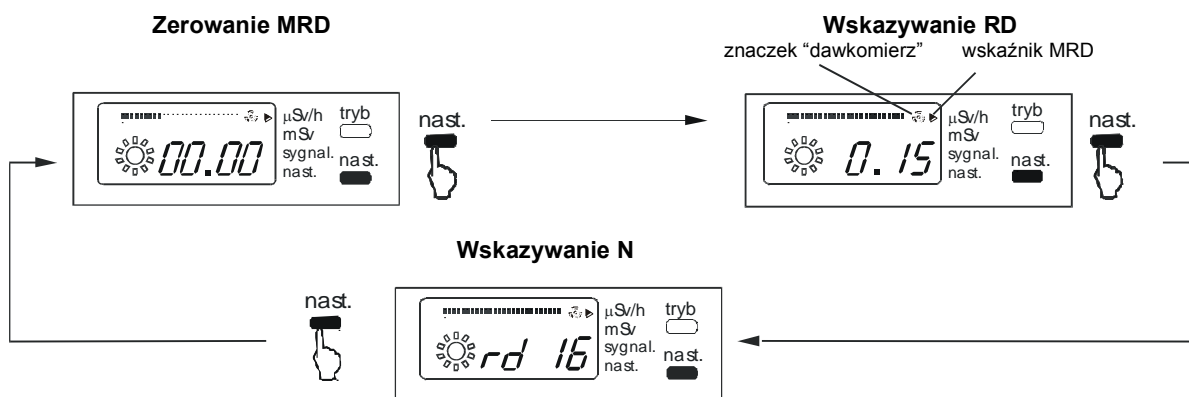 Zerowanie MRD
µSv/h
mSv
sygnal.
nast.
tryb
nast.
00.00
nast.
Wskazywanie RD
znaczek “dawkomierz”
wskaźnik MRD
µSv/h
mSv
sygnal.
nast.
tryb
nast.
0.15
nast.
Wskazywanie N
nast.
µSv/h
mSv
sygnal.
nast.
tryb
nast.
rd 16